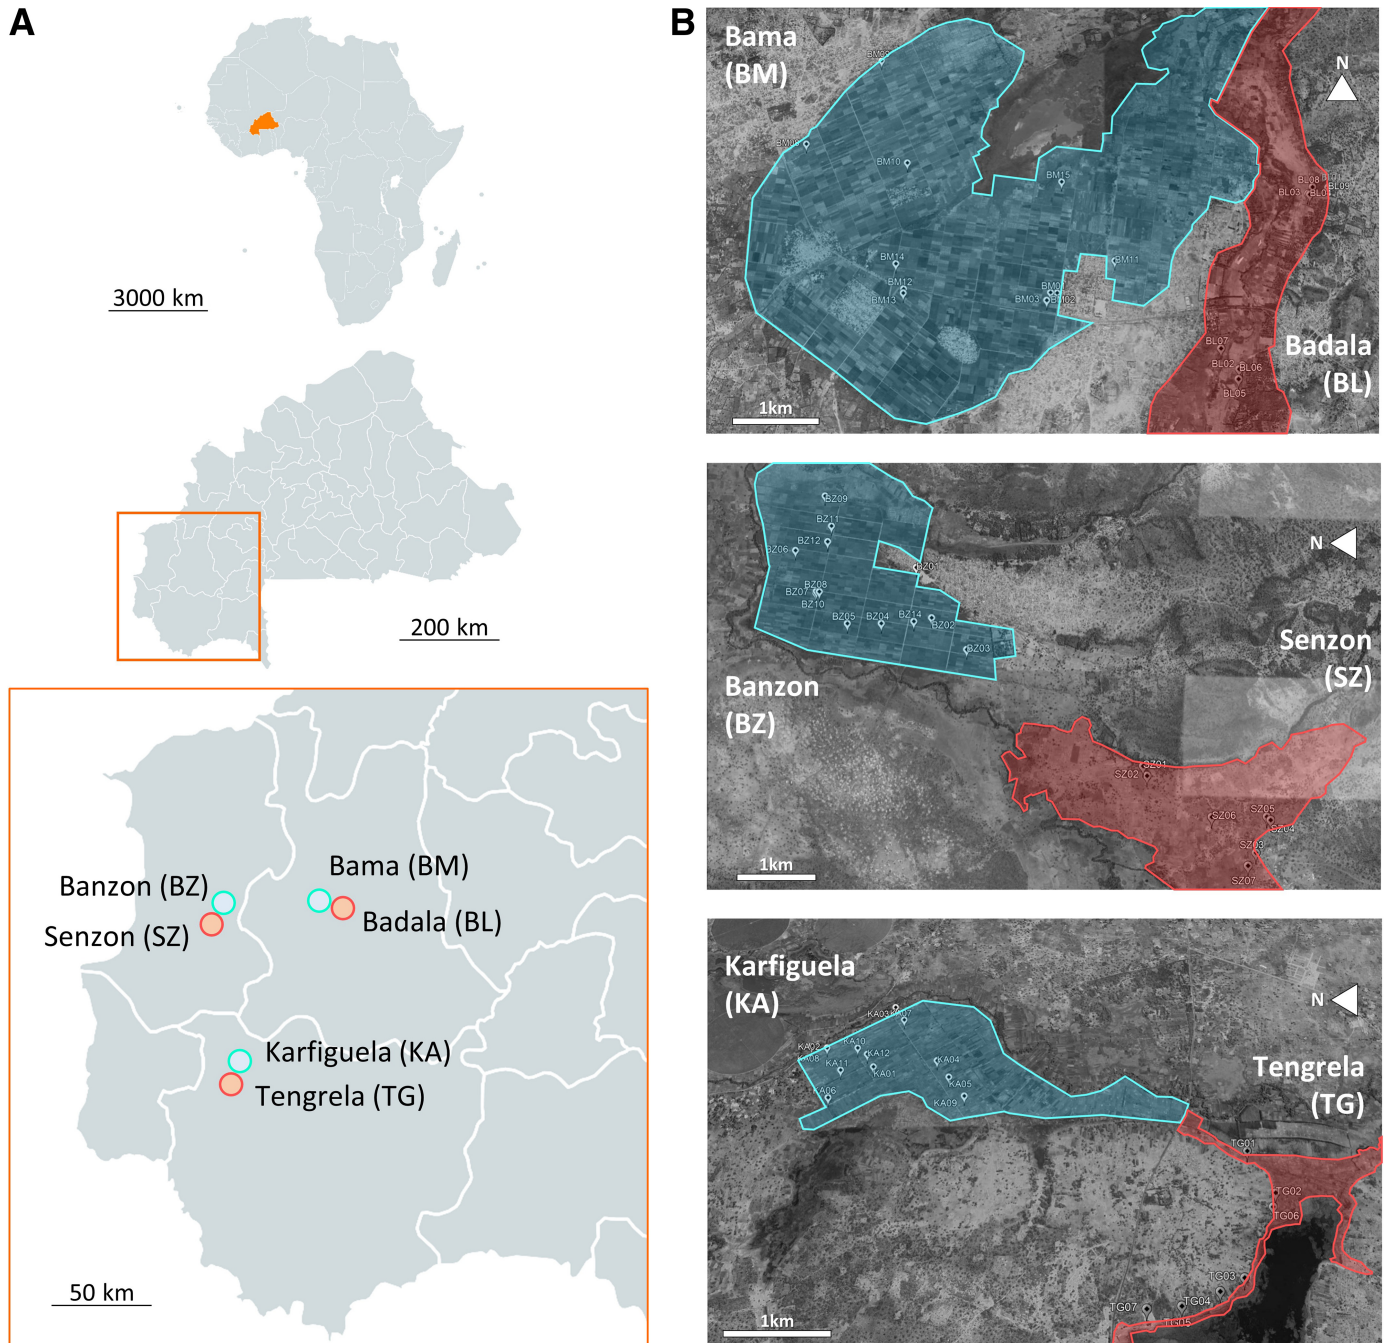 A
3000 km
200 km
Banzon (BZ)
Senzon (SZ)
Bama (BM)
Badala (BL)
Karfiguela (KA)
Tengrela (TG)
50 km
B
Bama
(BM)
N
BM10
BM15
BM14
BM12
BM13
BM11
BM03
BM02
BL08
BL03
BL09
BL07
BL02
BL06
BL05
Badala
(BL)
1km
BZ09
BZ11
BZ12
BZ06
BZ01
BZ08
BZ07
BZ10
BZ05
BZ04
BZ14
BZ02
BZ03
N
Senzon
(SZ)
Banzon
(BZ)
SZ01
SZ02
SZ06
SZ05
SZ04
SZ03
SZ07
1km
Karfiguela
(KA)
N
KA03
KA07
KA02
KA08
KA10
KA12
KA11
KA01
KA04
KA05
KA06
KA09
Tengrela
(TG)
TG01
TG02
TG06
TG03
TG04
TG07
TG05
1km